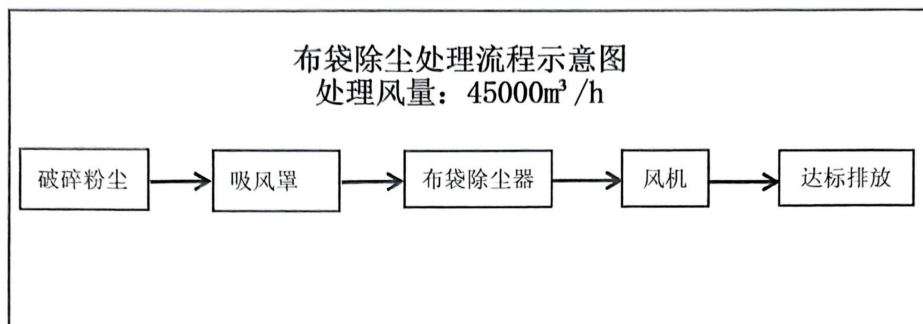 布袋除尘处理流程示意图
处理风量：45000m³/h
破碎粉尘
吸风罩
布袋除尘器
风机
达标排放